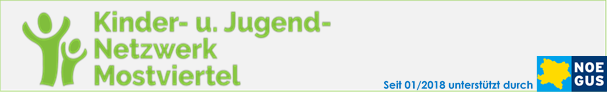 Kinder- u. Jugend-
Netzwerk
Mostviertel
Seit 01/2018 unterstützt durch
NOE
GUS